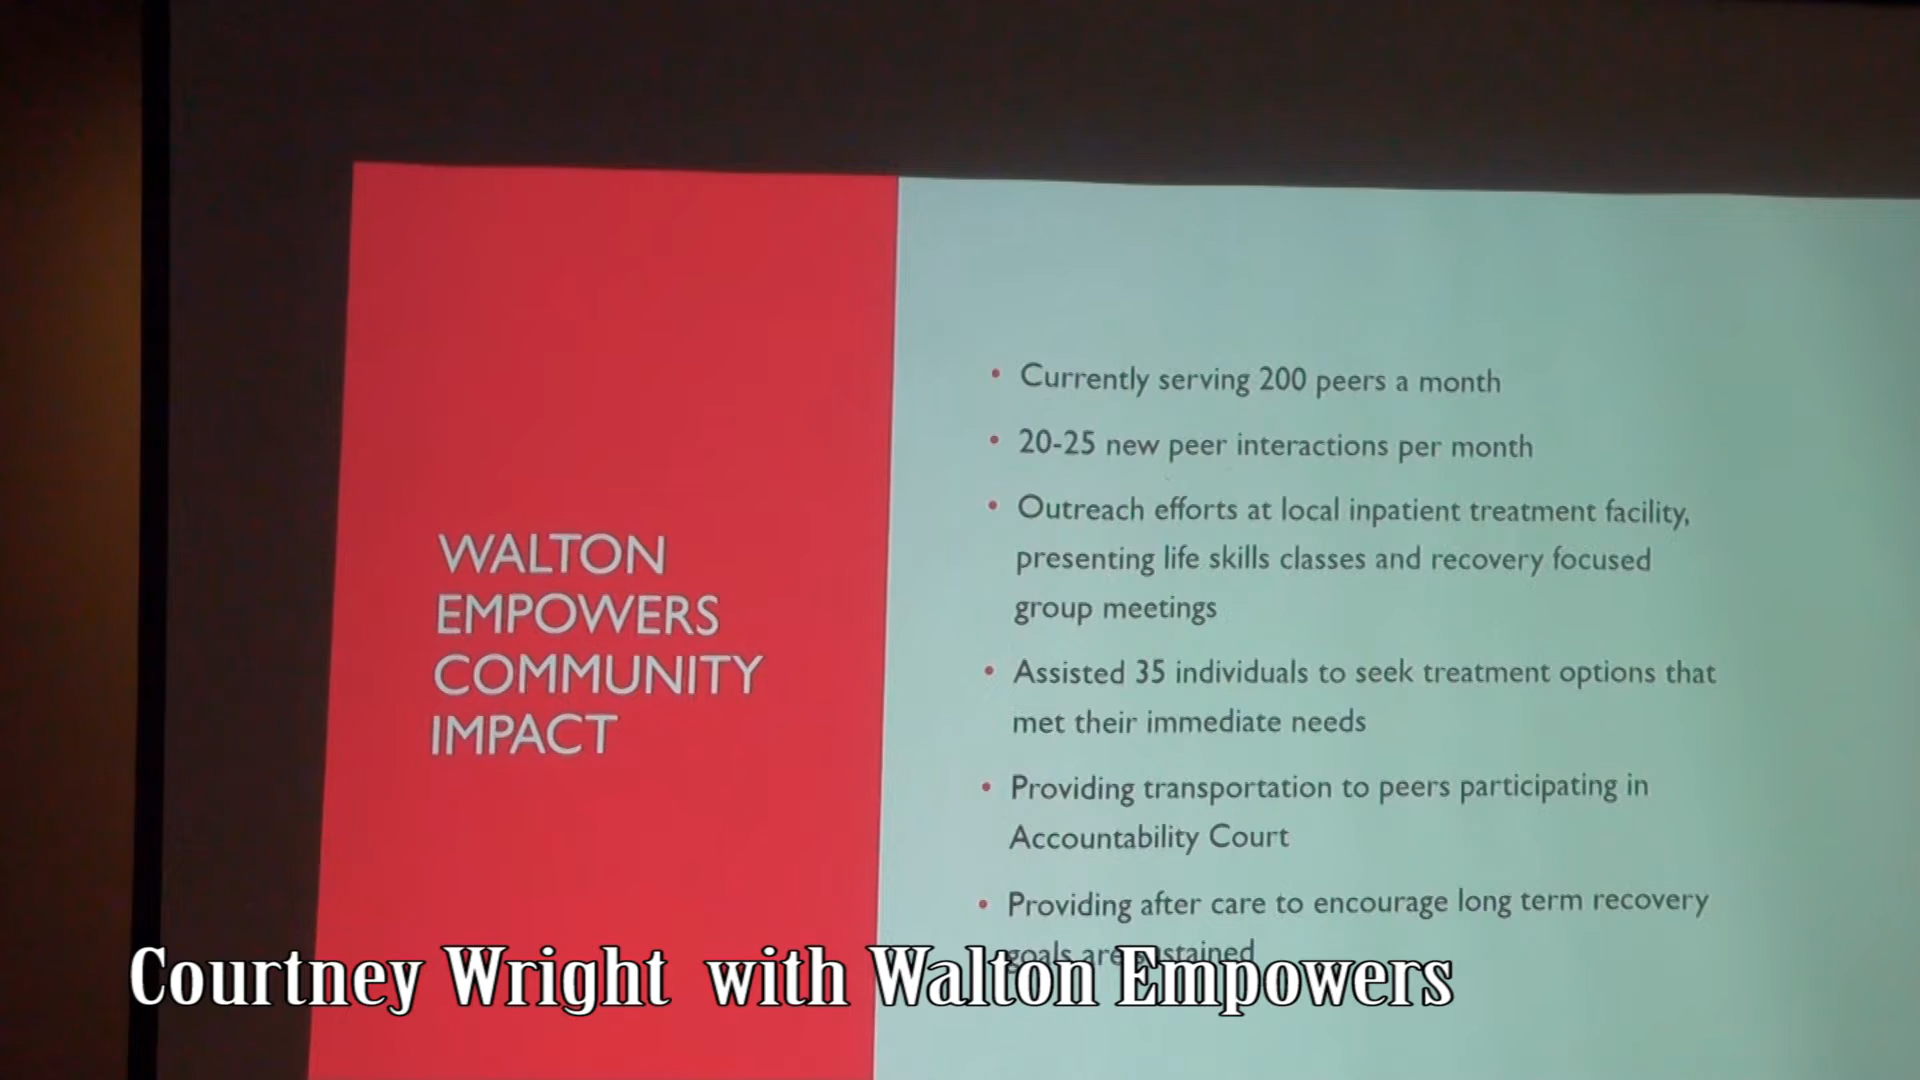 WALTON
EMPOWERS
COMMUNITY
IMPACT
• Currently serving 200 peers a month
• 20-25 new peer interactions per month
• Outreach efforts at local inpatient treatment facility,
presenting life skills classes and recovery focused
group meetings
• Assisted 35 individuals to seek treatment options that
met their immediate needs
• Providing transportation to peers participating in
Accountability Court
• Providing after care to encourage long term recovery
goals are sustained
Courtney Wright with Walton Empowers